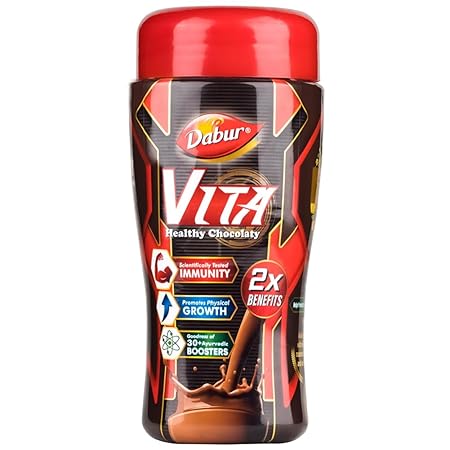 Dabur®
VITA
Healthy Chocolaty
Scientifically Tested
IMMUNITY
2x
BENEFITS
Promotes Physical
GROWTH
Goodness of
30+Ayurvedic
BOOSTERS